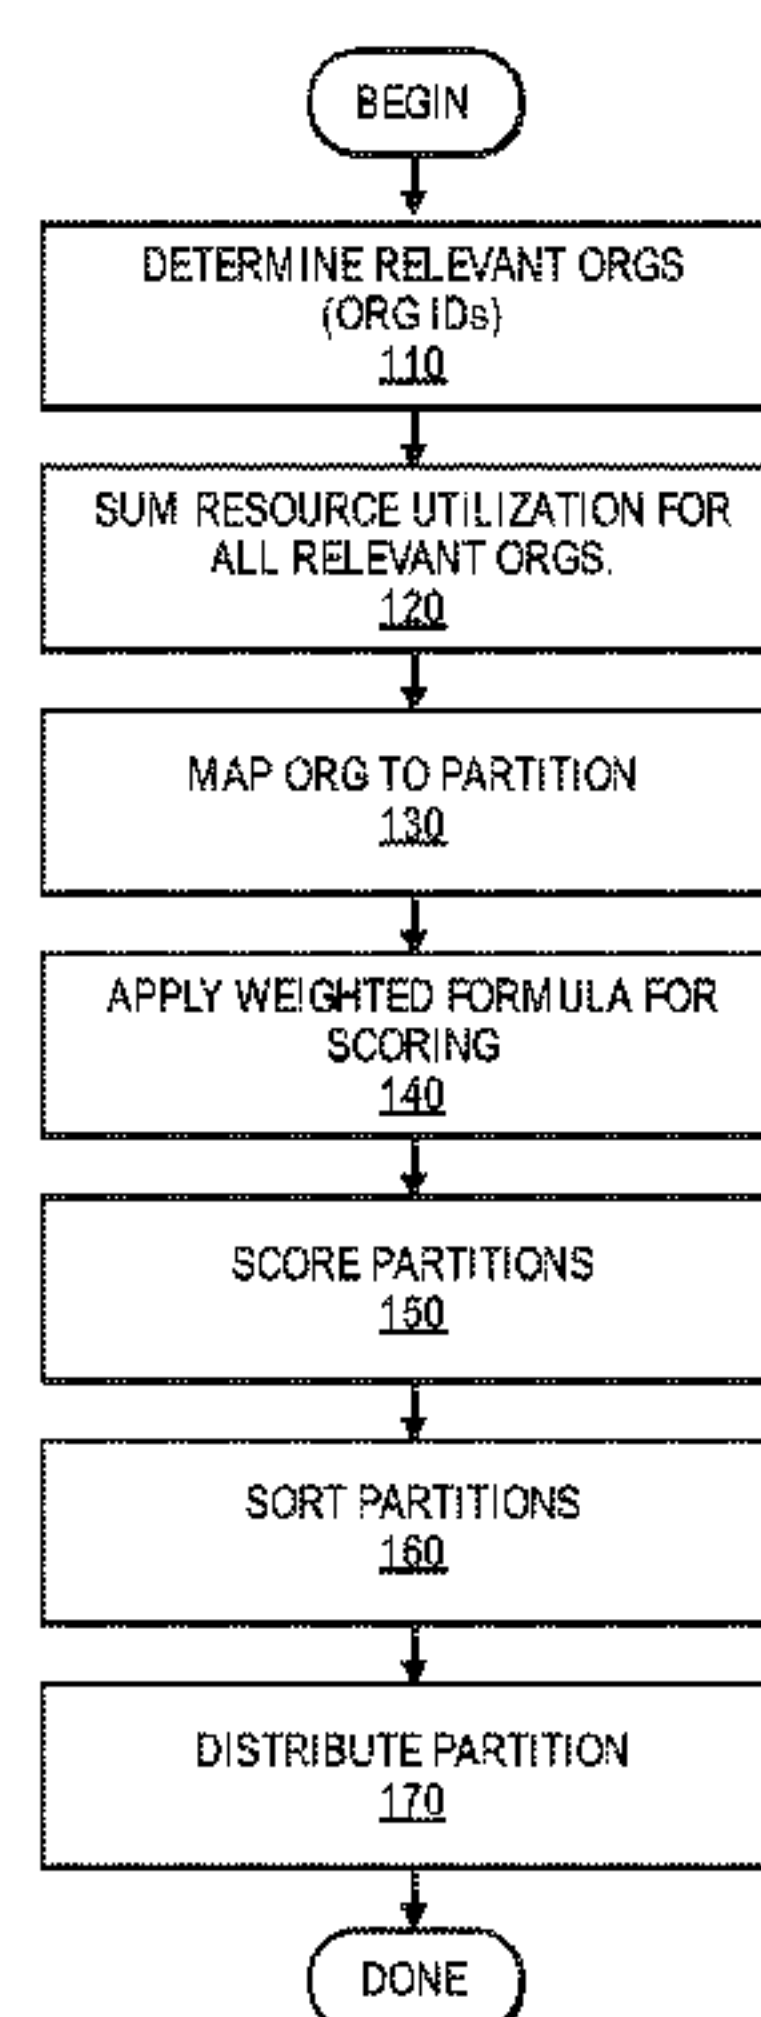 BEGIN
DETERMINE RELEVANT ORGS
(ORG IDs)
110
SUM RESOURCE UTILIZATION FOR
ALL RELEVANT ORGS.
120
MAP ORG TO PARTITION
130
APPLY WEIGHTED FORMULA FOR
SCORING
140
SCORE PARTITIONS
150
SORT PARTITIONS
160
DISTRIBUTE PARTITION
170
DONE